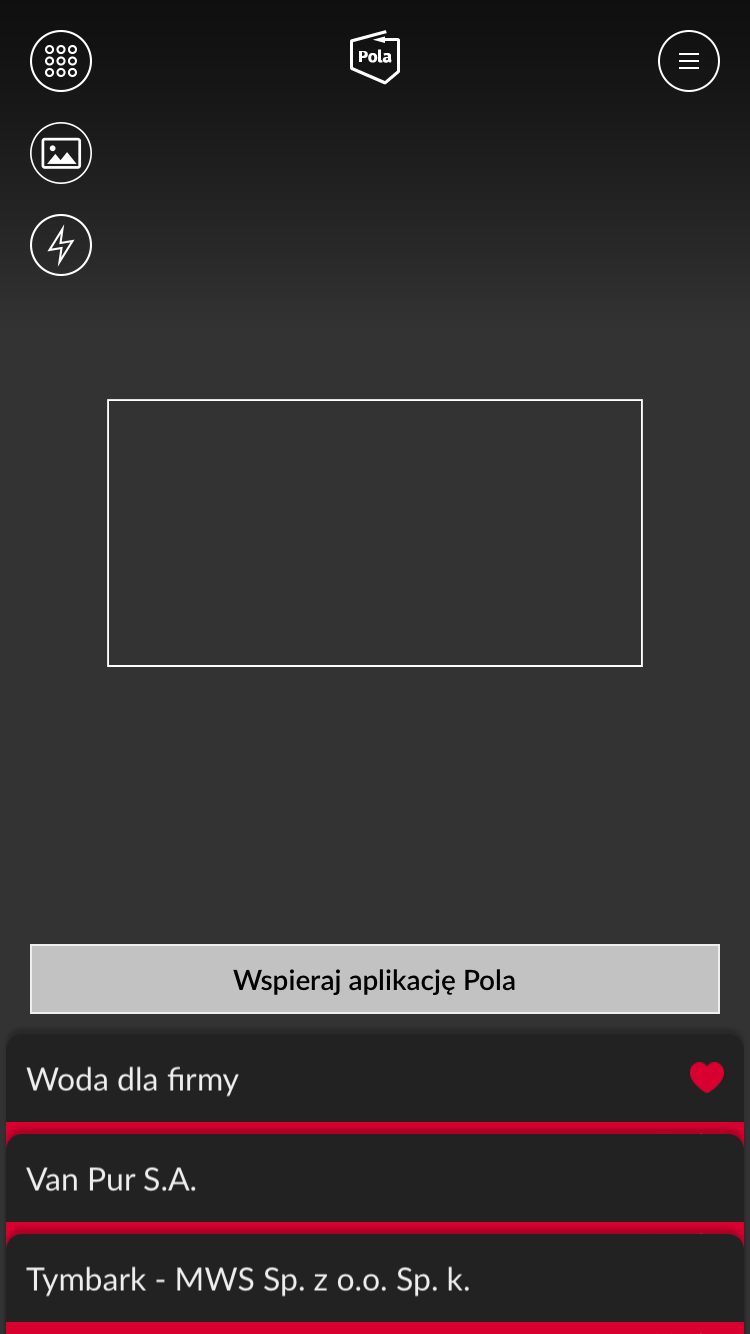 Pola
Wspieraj aplikację Pola
Woda dla firmy
Van Pur S.A.
Tymbark - MWS Sp. z o.o. Sp. k.